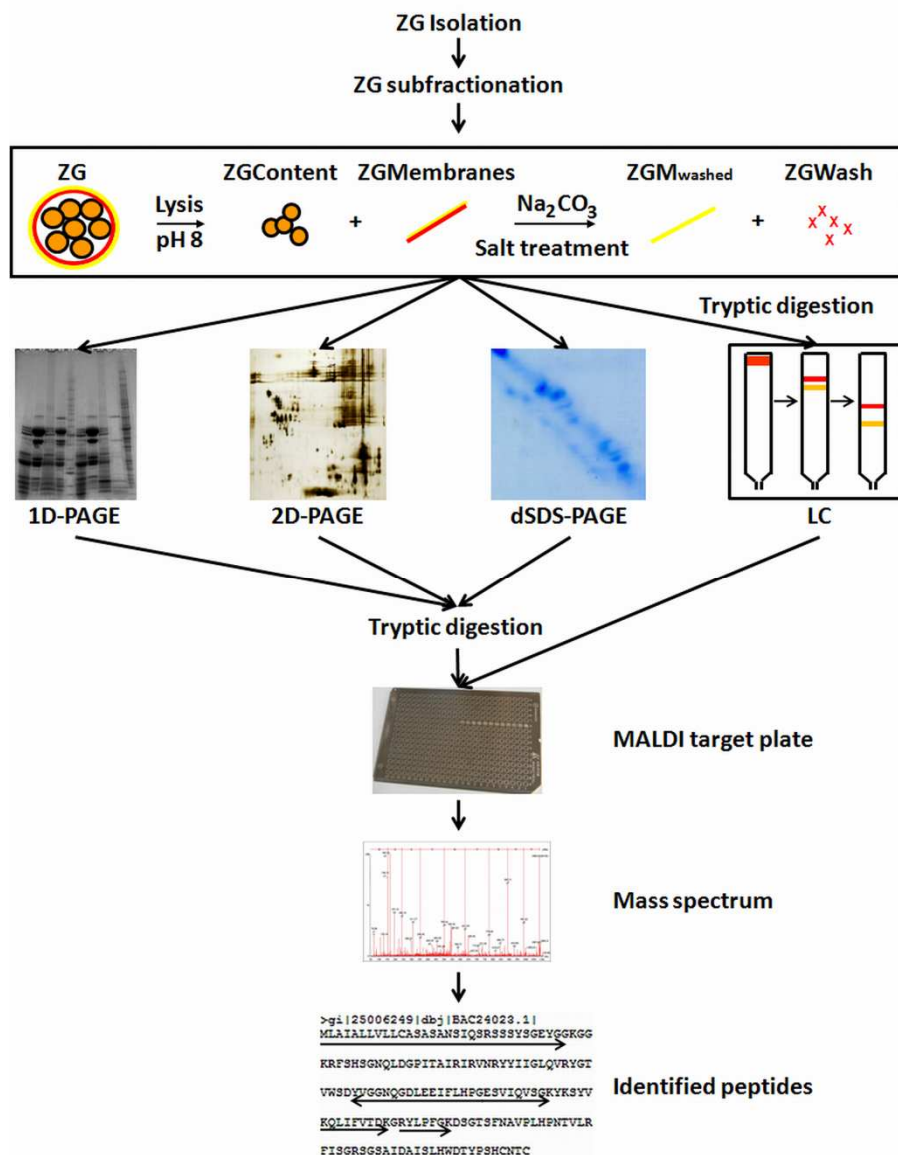 ZG Isolation
ZG subfractionation
ZG
Lysis
pH 8
ZGContent
+
ZGMembranes
Na2CO3
Salt treatment
ZGMwashed
+
ZGWash
X X X X X
Tryptic digestion
1D-PAGE
2D-PAGE
dSDS-PAGE
LC
Tryptic digestion
MALDI target plate
Mass spectrum
>gi|25006249|dbj|BAC24023.1|
MLAIALLVLLCASASANSIQSRSSSYSGEYGGKGG
KRFSHSGNQLDGPITAIRIRVNRYYIIGLQVRYGT
VWSDYVGGNQGDLEEIFLHPGESVIQVSGKYKSYV
KQLIFVTDKGRYLPFGKDSGTSFNAVPLHPNTVLR
FISGRSGSAIDAISLHWDTYPSHCNTC
Identified peptides